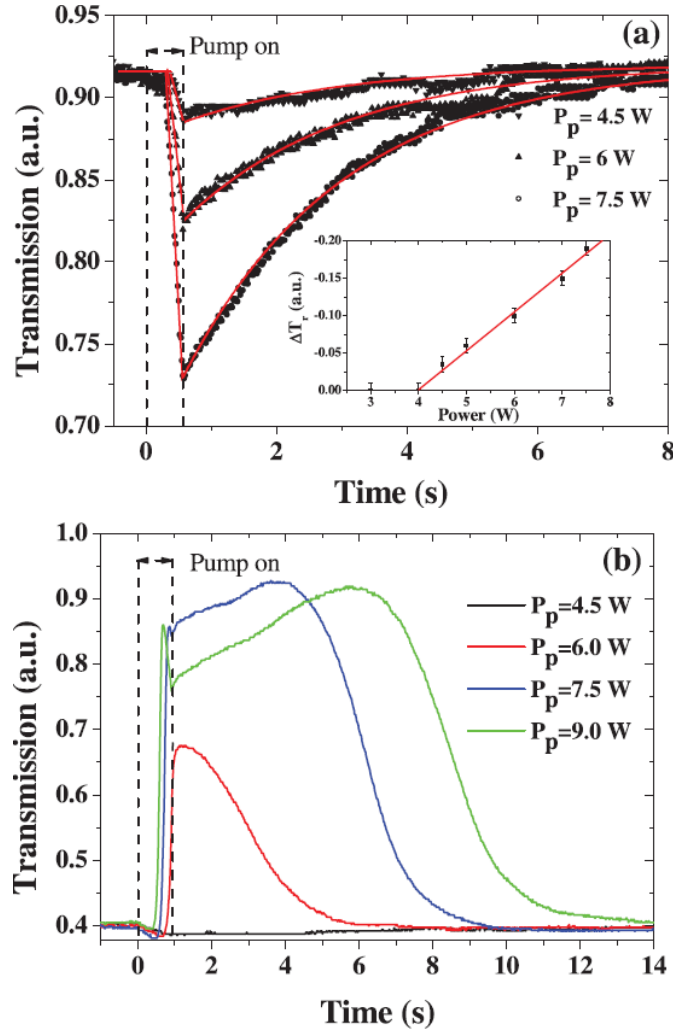 (a)
Pump on
P_p= 4.5 W
P_p= 6 W
P_p= 7.5 W
Transmission (a.u.)
0.90
0.85
0.80
0.75
0.70
ΔT_r (a.u.)
-0.20
-0.15
-0.10
-0.05
0.00
2 3 4 5 6 7 8
Power (W)
0 2 4 6 8
Time (s)
(b)
Pump on
P_p=4.5 W
P_p=6.0 W
P_p=7.5 W
P_p=9.0 W
Transmission (a.u.)
1.0
0.9
0.8
0.7
0.6
0.5
0.4
0 2 4 6 8 10 12 14
Time (s)